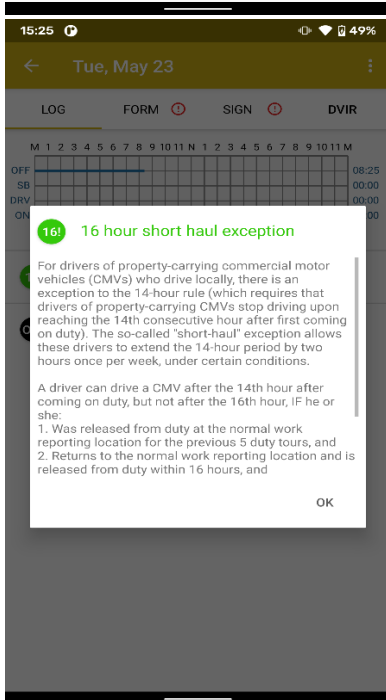 15:25 49%
Tue, May 23
LOG FORM SIGN DVIR
M 1 2 3 4 5 6 7 8 9 10 11 N 1 2 3 4 5 6 7 8 9 10 11 M
OFF 08:25
SB 00:00
DRV 00:00
ON
16! 16 hour short haul exception
For drivers of property-carrying commercial motor
vehicles (CMVs) who drive locally, there is an
exception to the 14-hour rule (which requires that
drivers of property-carrying CMVs stop driving upon
reaching the 14th consecutive hour after first coming
on duty). The so-called "short-haul" exception allows
these drivers to extend the 14-hour period by two
hours once per week, under certain conditions.
A driver can drive a CMV after the 14th hour after
coming on duty, but not after the 16th hour, IF he or
she:
1. Was released from duty at the normal work
reporting location for the previous 5 duty tours, and
2. Returns to the normal work reporting location and is
released from duty within 16 hours, and
OK